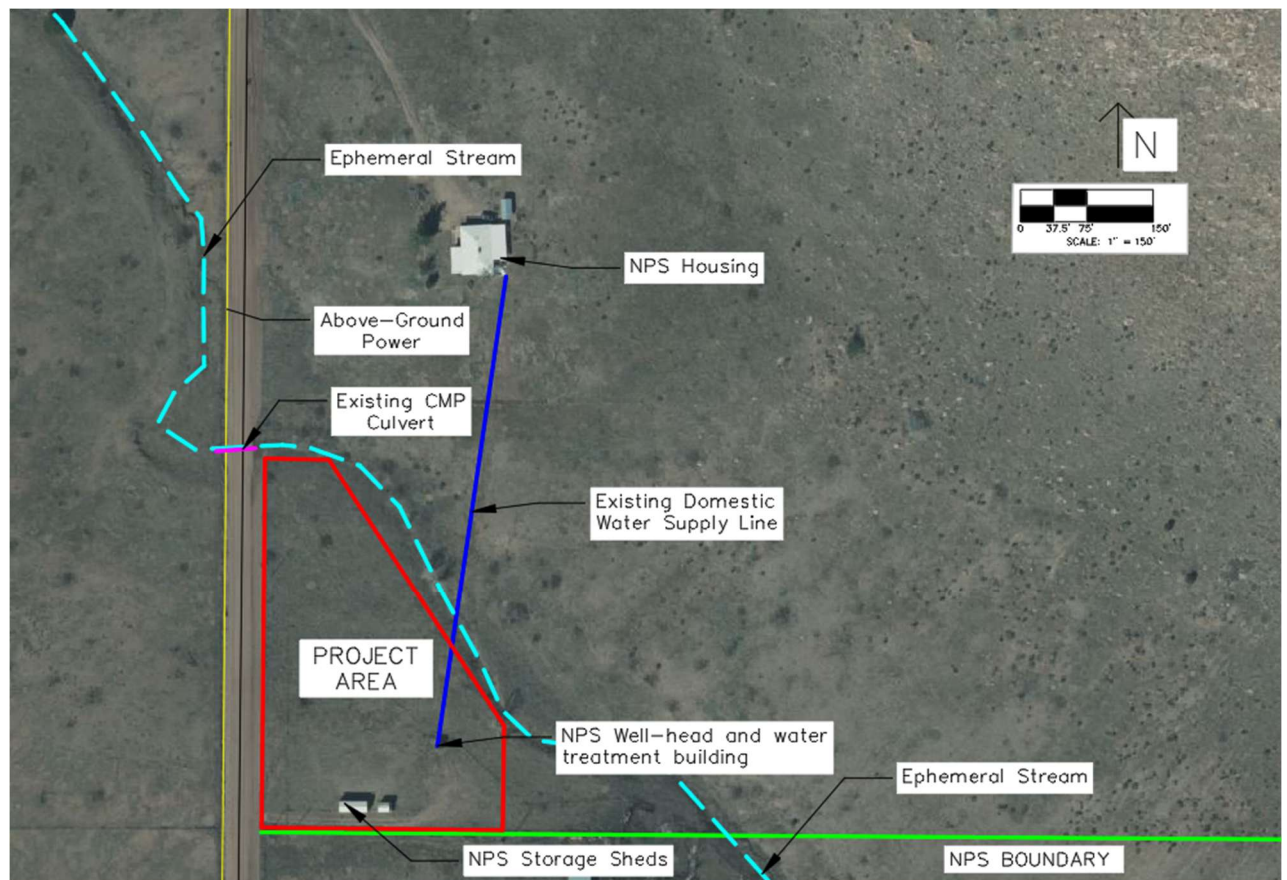 N
0 37.5' 75' 150'
SCALE: 1" = 150'
Ephemeral Stream
NPS Housing
Above-Ground
Power
Existing CMP
Culvert
Existing Domestic
Water Supply Line
PROJECT
AREA
NPS Well-head and water
treatment building
Ephemeral Stream
NPS Storage Sheds
NPS BOUNDARY